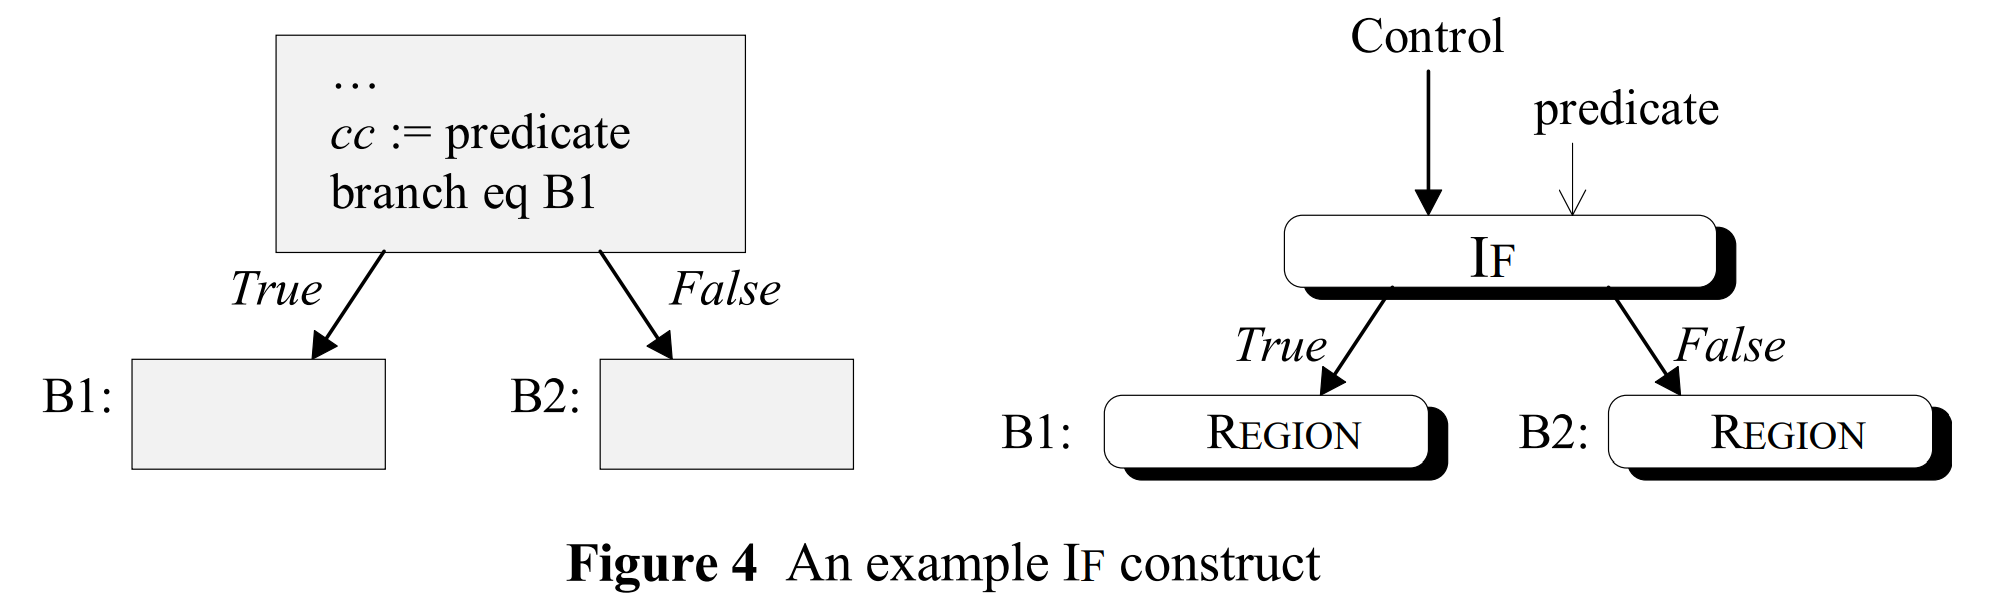 …
cc := predicate
branch eq B1
True
False
B1:
B2:
Control
predicate
IF
True
False
B1:
REGION
B2:
REGION
Figure 4 An example IF construct